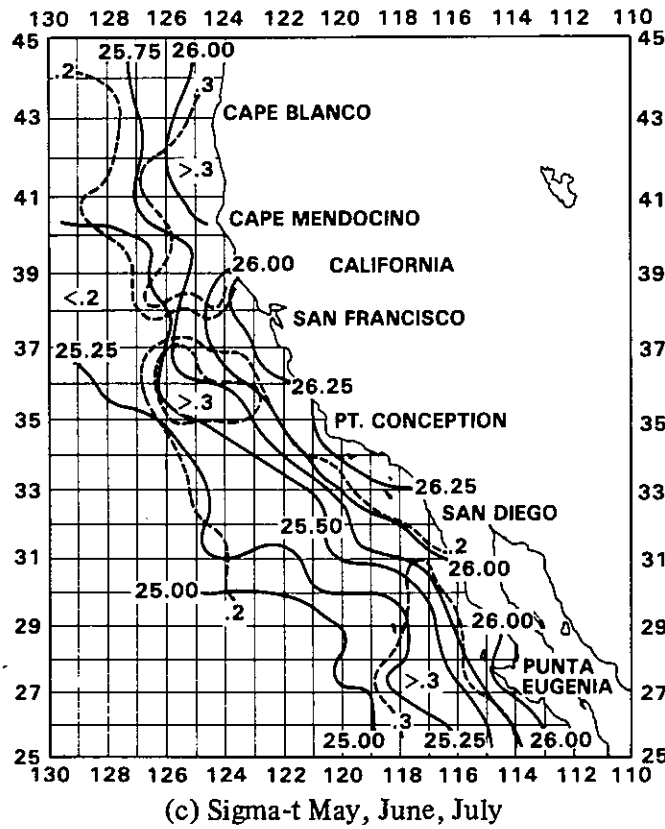 130 128 126 124 122 120 118 116 114 112 110
45 25.75 26.00 45
.2
.3
43 CAPE BLANCO 43
>.3
41 41
CAPE MENDOCINO
39 26.00 CALIFORNIA 39
<.2
SAN FRANCISCO
37 37
25.25
26.25
35 >.3 PT. CONCEPTION 35
33 26.25 33
25.50 SAN DIEGO
31 .2 31
26.00
25.00
.2
29 26.00 29
PUNTA
>.3 EUGENIA
27 27
.3
25 25.00 25.25 26.00 25
130 128 126 124 122 120 118 116 114 112 110
(c) Sigma-t May, June, July